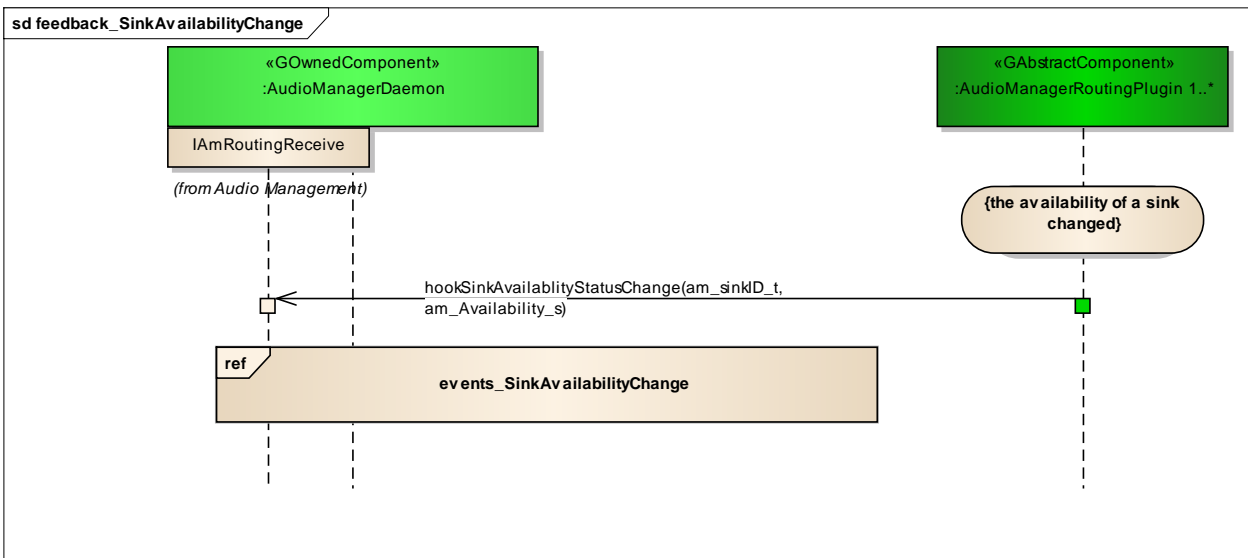 sd feedback_SinkAvailabilityChange
«GOwnedComponent»
:AudioManagerDaemon
«GAbstractComponent»
:AudioManagerRoutingPlugin 1..*
IAmRoutingReceive
(from Audio Management)
{the availability of a sink
changed}
hookSinkAvailablityStatusChange(am_sinkID_t,
am_Availability_s)
ref
events_SinkAvailabilityChange